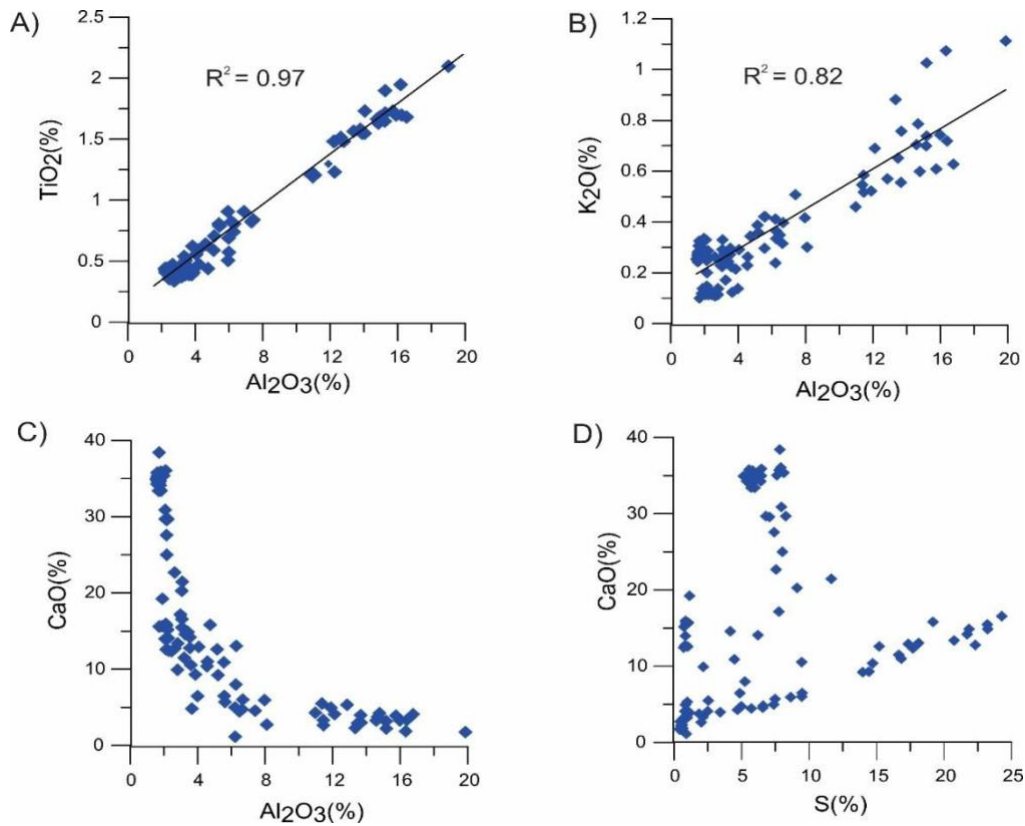 A)
2.5
2
1.5
1
0.5
0
TiO2(%)
R² = 0.97
0 4 8 12 16 20
Al2O3(%)
B)
1.2
1
0.8
0.6
0.4
0.2
0
K2O(%)
R² = 0.82
0 4 8 12 16 20
Al2O3(%)
C)
40
30
20
10
0
CaO(%)
0 4 8 12 16 20
Al2O3(%)
D)
40
30
20
10
0
CaO(%)
0 5 10 15 20 25
S(%)